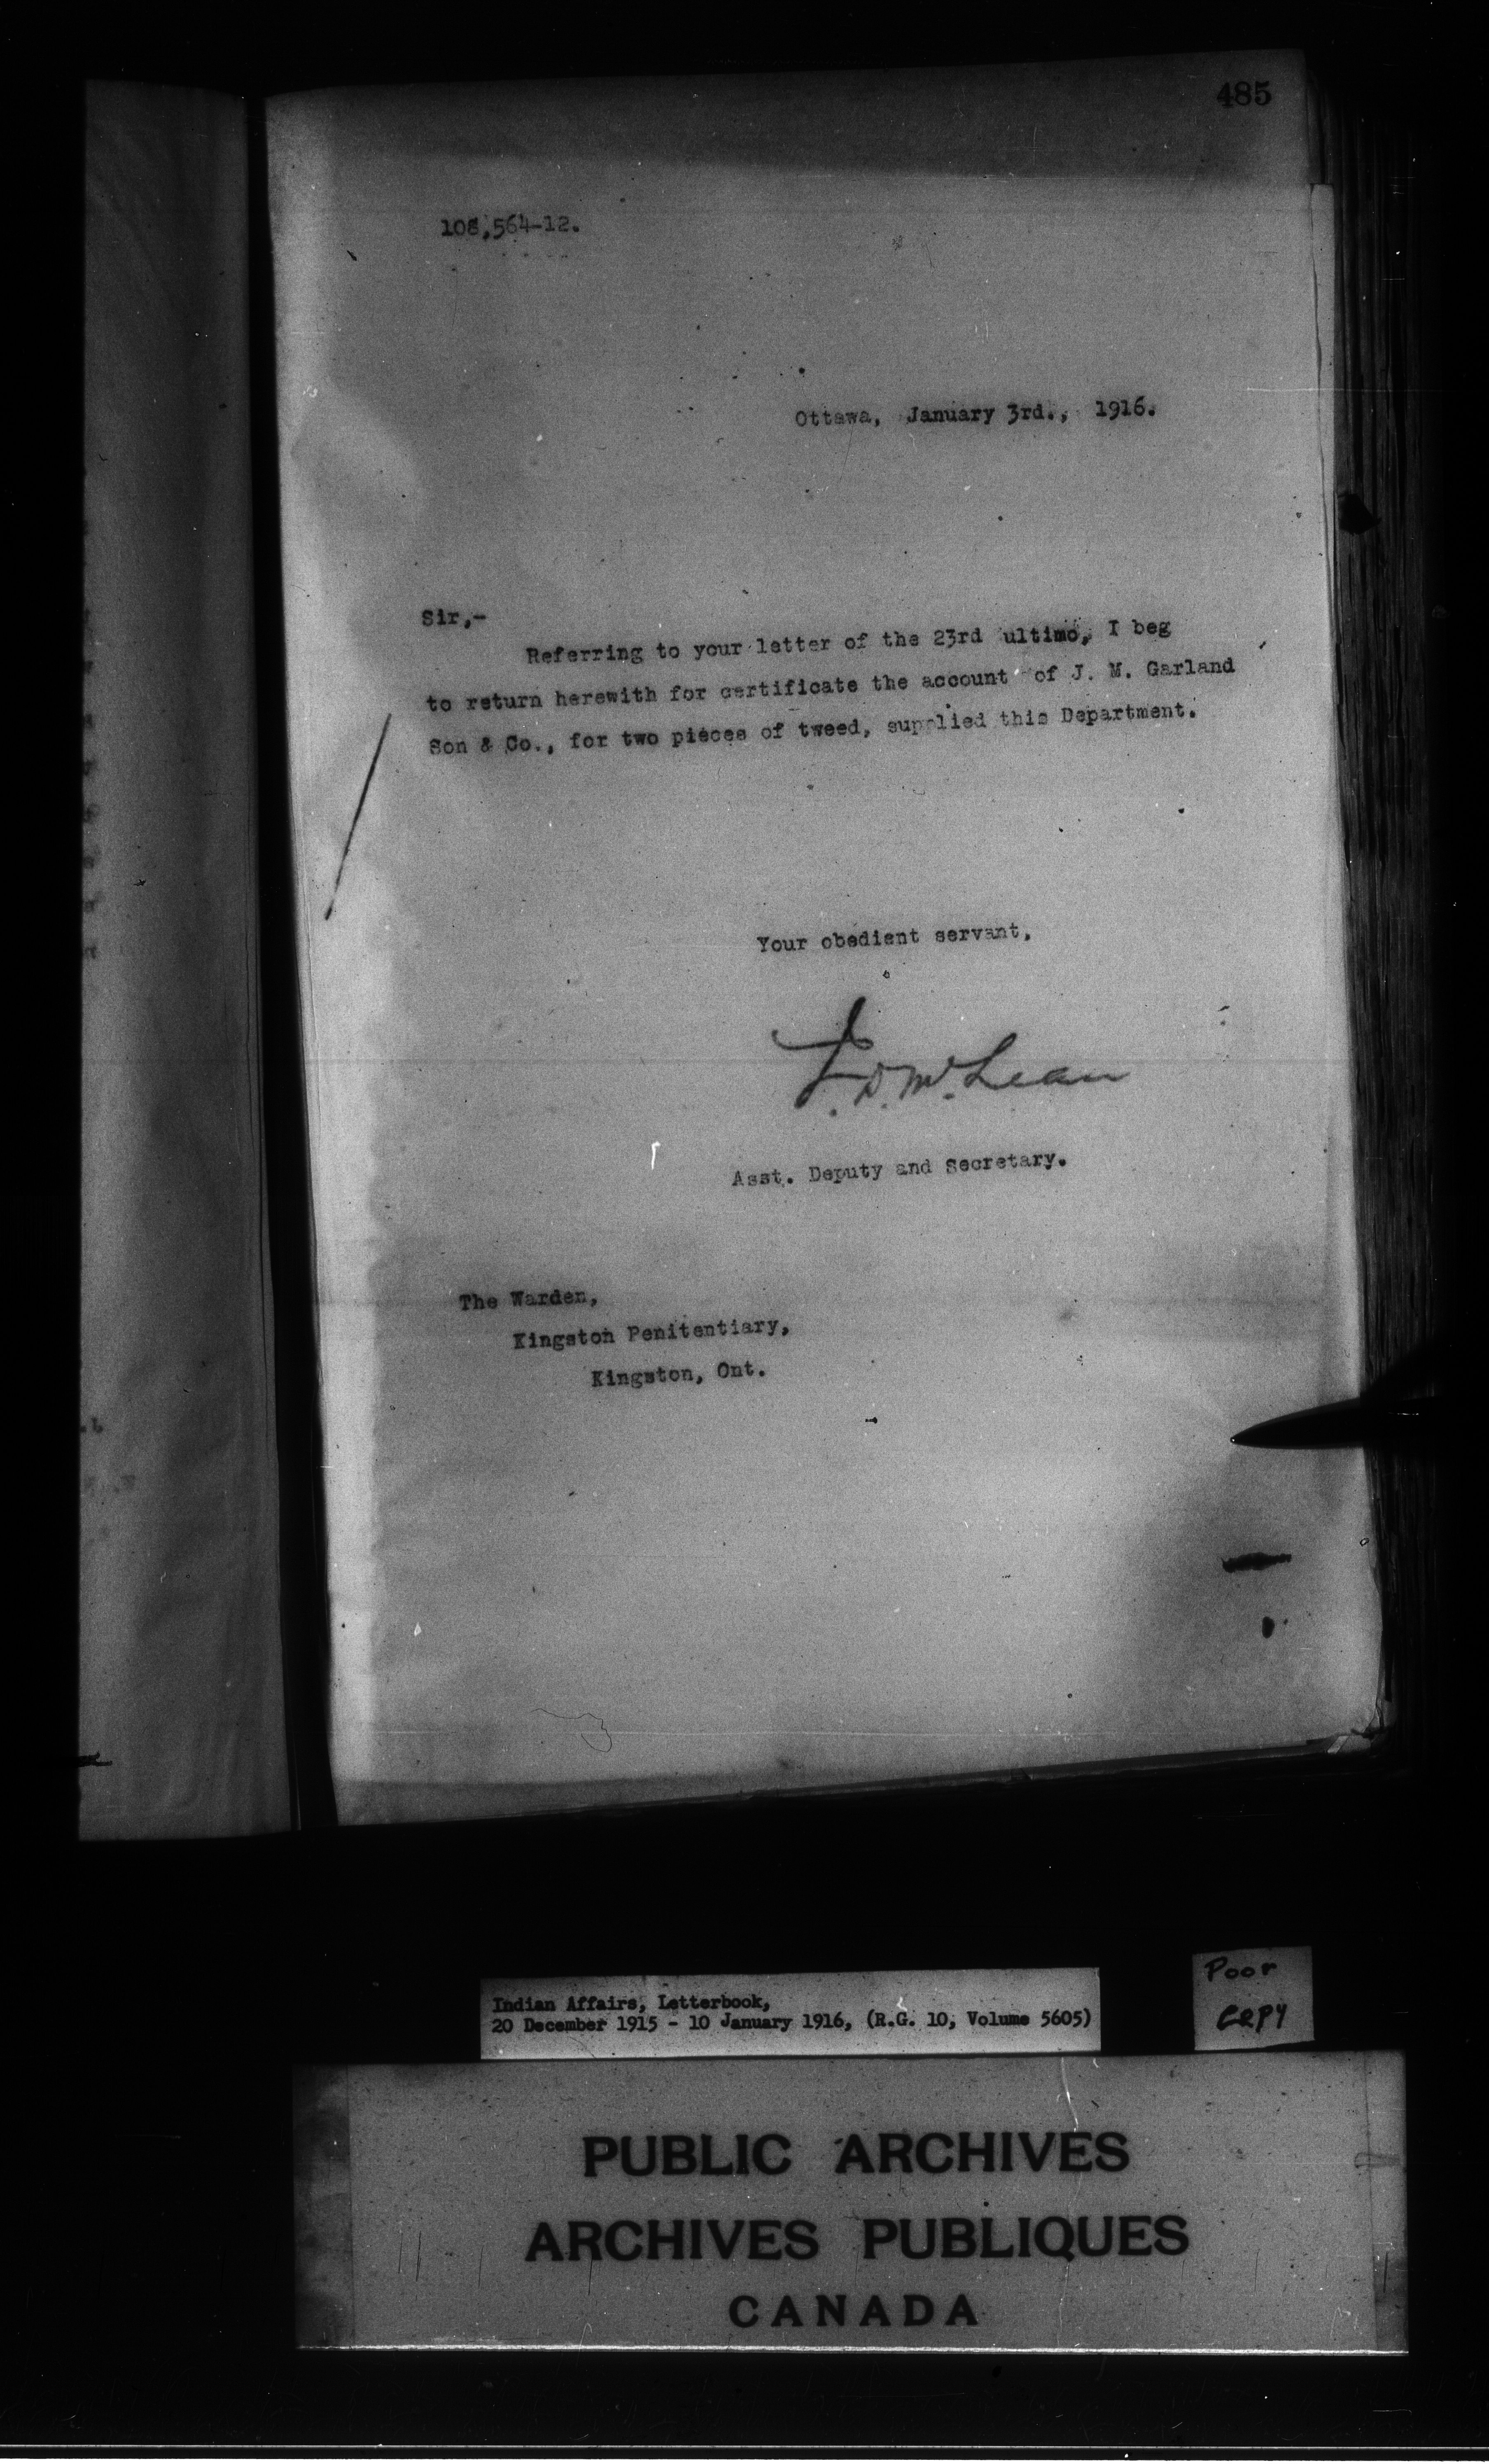 485
108,564-12.
Ottawa, January 3rd., 1916.
Sir,-
Referring to your letter of the 23rd ultimo, I beg
to return herewith for certificate the account of J. M. Garland
Son & Co., for two pieces of tweed, supplied this Department.
Your obedient servant,
J. D. McLean
Asst. Deputy and Secretary.
The Warden,
Kingston Penitentiary,
Kingston, Ont.
Indian Affairs, Letterbook,
20 December 1915 - 10 January 1916, (R.G. 10, Volume 5605)
Poor
copy
PUBLIC ARCHIVES
ARCHIVES PUBLIQUES
CANADA